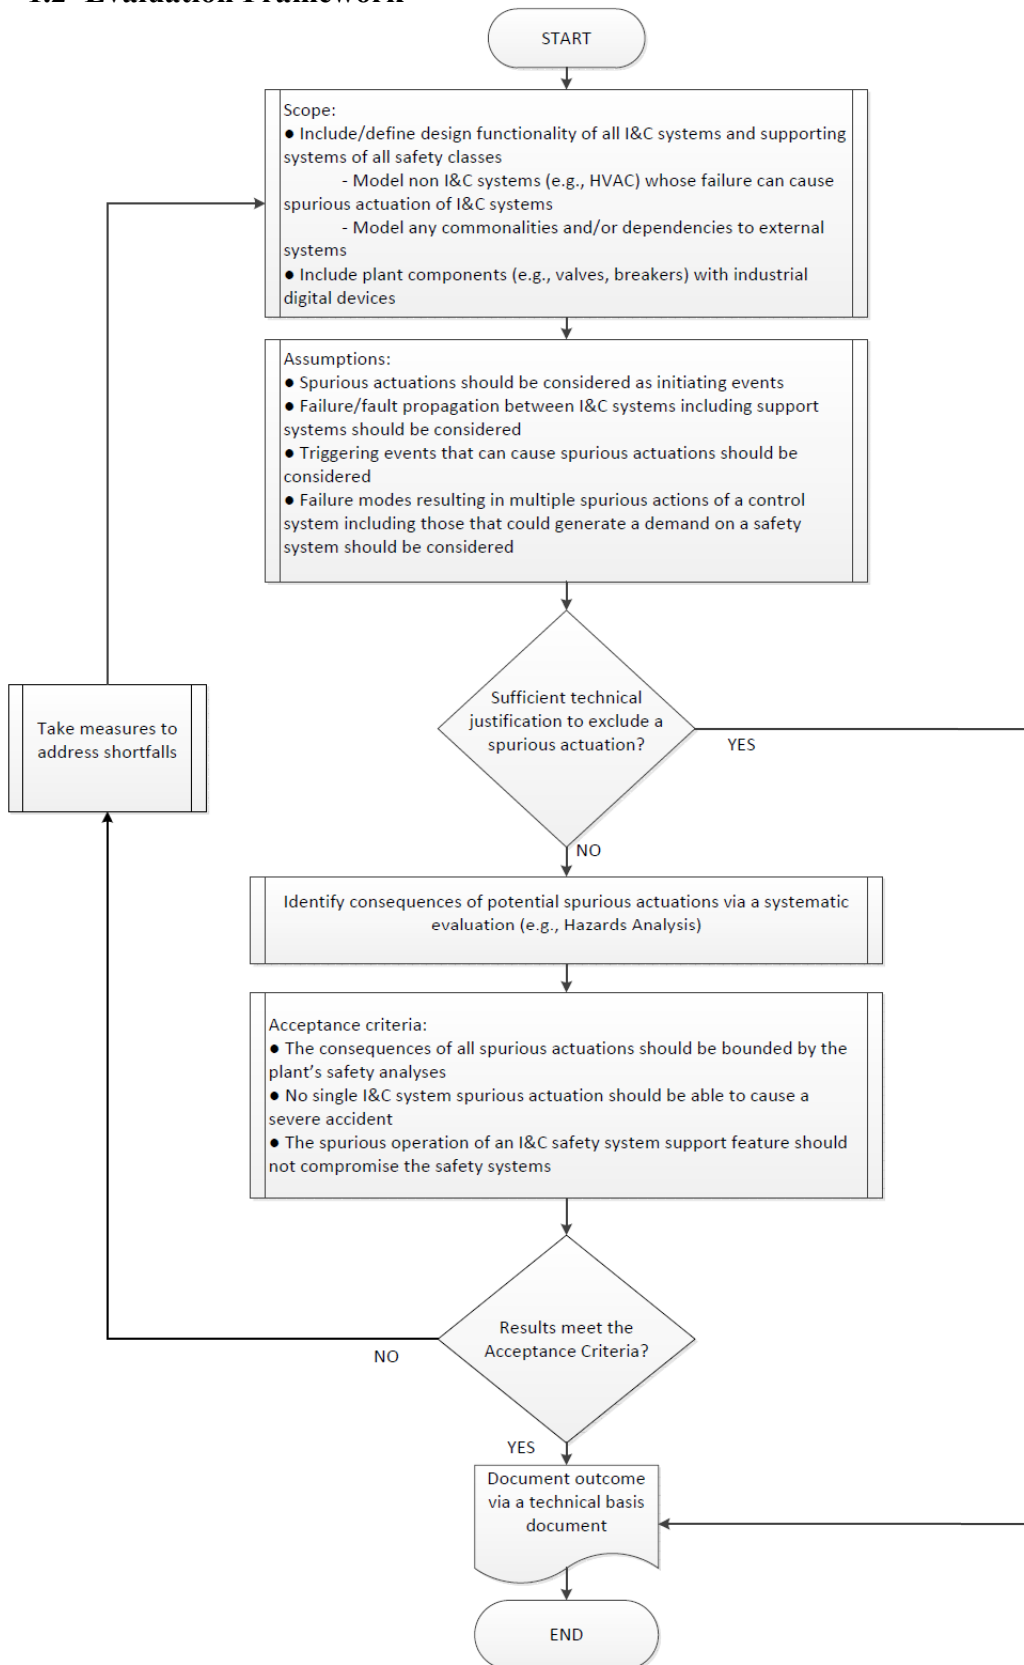 1.2 Evaluation Framework
START
Scope:
● Include/define design functionality of all I&C systems and supporting
systems of all safety classes
- Model non I&C systems (e.g., HVAC) whose failure can cause
spurious actuation of I&C systems
- Model any commonalities and/or dependencies to external
systems
● Include plant components (e.g., valves, breakers) with industrial
digital devices
Assumptions:
● Spurious actuations should be considered as initiating events
● Failure/fault propagation between I&C systems including support
systems should be considered
● Triggering events that can cause spurious actuations should be
considered
● Failure modes resulting in multiple spurious actions of a control
system including those that could generate a demand on a safety
system should be considered
Sufficient technical
justification to exclude a
spurious actuation?
YES
NO
Take measures to
address shortfalls
Identify consequences of potential spurious actuations via a systematic
evaluation (e.g., Hazards Analysis)
Acceptance criteria:
● The consequences of all spurious actuations should be bounded by the
plant’s safety analyses
● No single I&C system spurious actuation should be able to cause a
severe accident
● The spurious operation of an I&C safety system support feature should
not compromise the safety systems
Results meet the
Acceptance Criteria?
NO
YES
Document outcome
via a technical basis
document
END